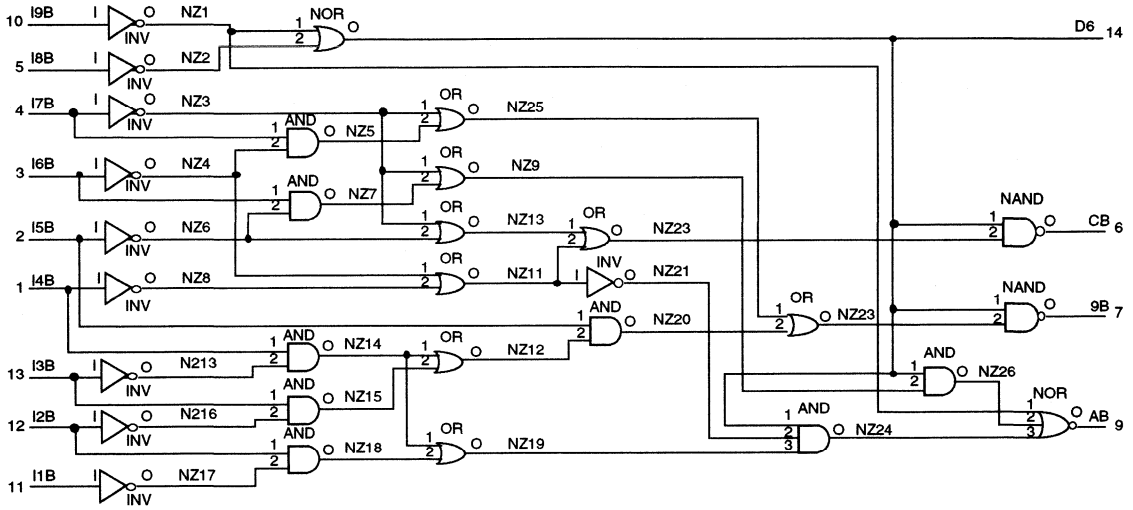 10 I9B I O INV NZ1 1 2 NOR O D6 14
5 I8B I O INV NZ2
4 I7B I O INV NZ3 1 2 OR O NZ25
1 2 AND O NZ5
3 I6B I O INV NZ4 1 2 OR O NZ9
1 2 AND O NZ7
2 I5B I O INV NZ6 1 2 OR O NZ13 1 2 OR O NZ23 1 2 NAND O CB 6
1 I4B I O INV NZ8 1 2 OR O NZ11 I INV O NZ21
1 2 AND O NZ20 1 2 OR O NZ23 1 2 NAND O 9B 7
1 2 AND O NZ14 1 2 OR O NZ12
13 I3B I O INV N213 1 2 AND O NZ26
1 2 AND O NZ15
12 I2B I O INV N216 1 2 3 AND O NZ24 1 2 3 NOR O AB 9
1 2 AND O NZ18 1 2 OR O NZ19
11 I1B I O INV NZ17